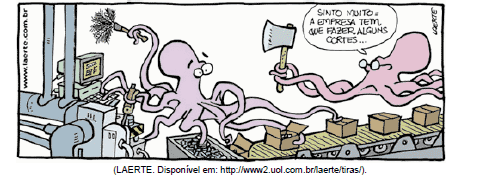 www.laerte.com.br
SINTO MUITO...
A EMPRESA TEM
QUE FAZER ALGUNS
CORTES...
LAERTE
(LAERTE. Disponível em: http://www2.uol.com.br/laerte/tiras/).